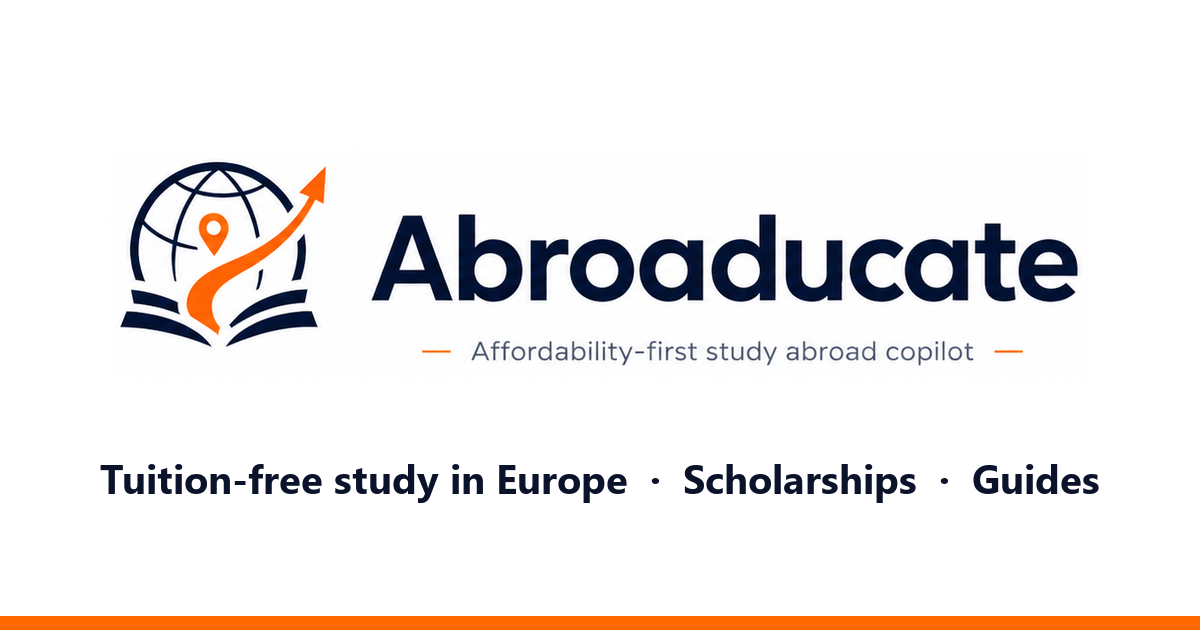 Abroaducate
Affordability-first study abroad copilot
Tuition-free study in Europe · Scholarships · Guides